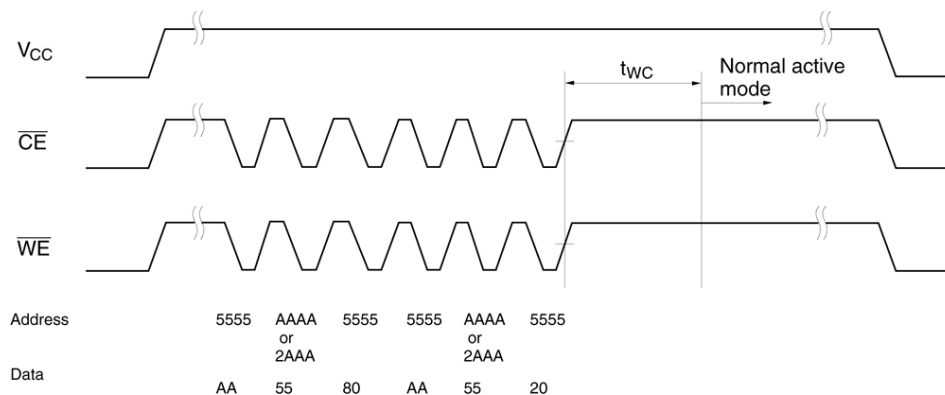 VCC
tWC
Normal active
mode
CE
WE
Address 5555 AAAA 5555 5555 AAAA 5555
or or
2AAA 2AAA
Data
AA 55 80 AA 55 20